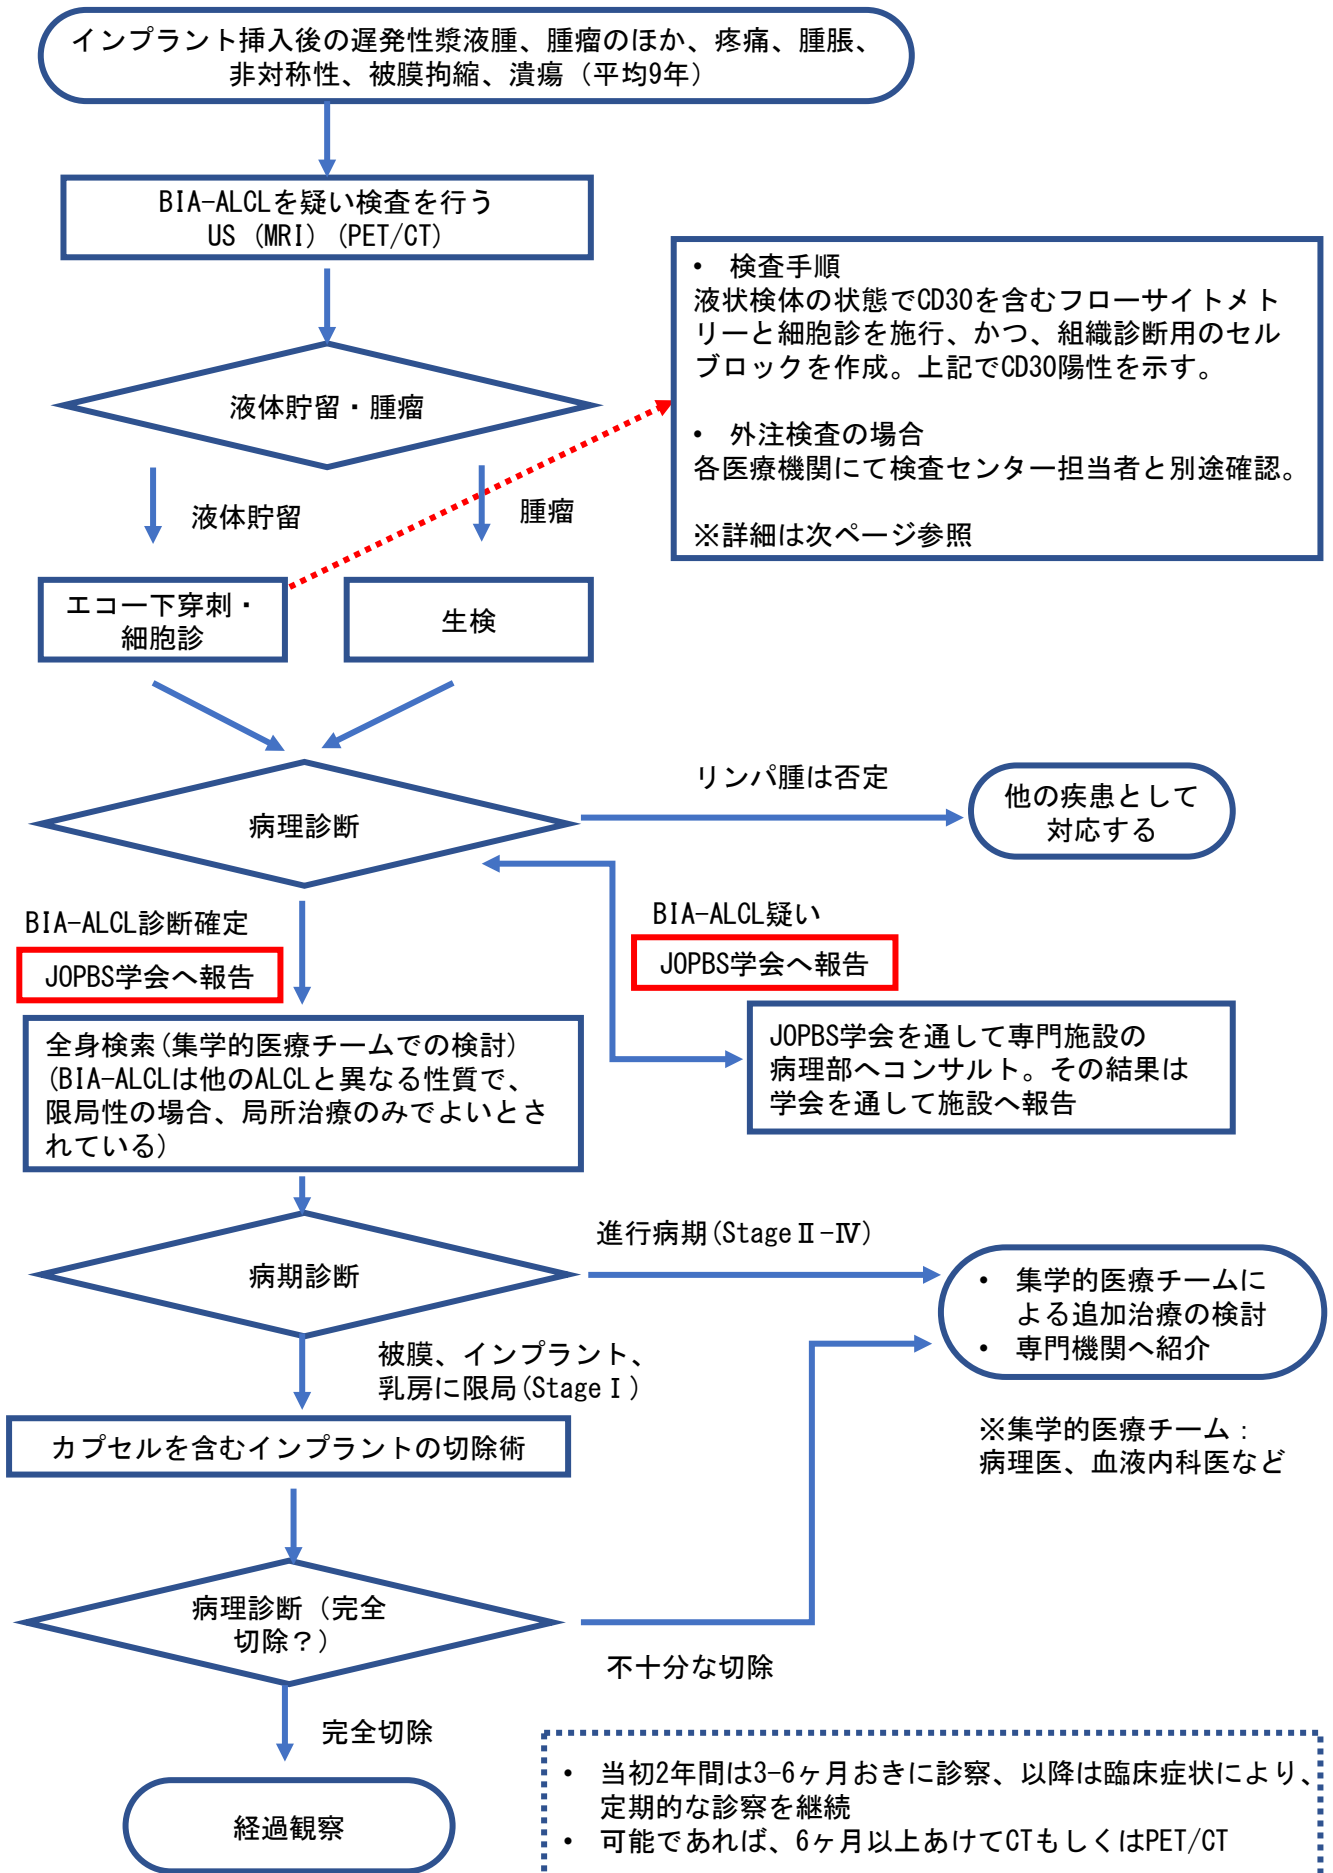 インプラント挿入後の遅発性漿液腫、腫瘤のほか、疼痛、腫脹、
非対称性、被膜拘縮、潰瘍（平均9年）
BIA-ALCLを疑い検査を行う
US (MRI) (PET/CT)
• 検査手順
液状検体の状態でCD30を含むフローサイトメト
リーと細胞診を施行、かつ、組織診断用のセル
ブロックを作成。上記でCD30陽性を示す。
• 外注検査の場合
各医療機関にて検査センター担当者と別途確認。
※詳細は次ページ参照
液体貯留・腫瘤
液体貯留
腫瘤
エコー下穿刺・
細胞診
生検
病理診断
リンパ腫は否定
他の疾患として
対応する
BIA-ALCL診断確定
JOPBS学会へ報告
BIA-ALCL疑い
JOPBS学会へ報告
全身検索(集学的医療チームでの検討)
(BIA-ALCLは他のALCLと異なる性質で、
限局性の場合、局所治療のみでよいとさ
れている)
JOPBS学会を通して専門施設の
病理部へコンサルト。その結果は
学会を通して施設へ報告
病期診断
進行病期(StageⅡ-Ⅳ)
• 集学的医療チームに
よる追加治療の検討
• 専門機関へ紹介
被膜、インプラント、
乳房に限局(StageⅠ)
カプセルを含むインプラントの切除術
※集学的医療チーム：
病理医、血液内科医など
病理診断（完全
切除？）
不十分な切除
完全切除
経過観察
• 当初2年間は3-6ヶ月おきに診察、以降は臨床症状により、
定期的な診察を継続
• 可能であれば、6ヶ月以上あけてCTもしくはPET/CT